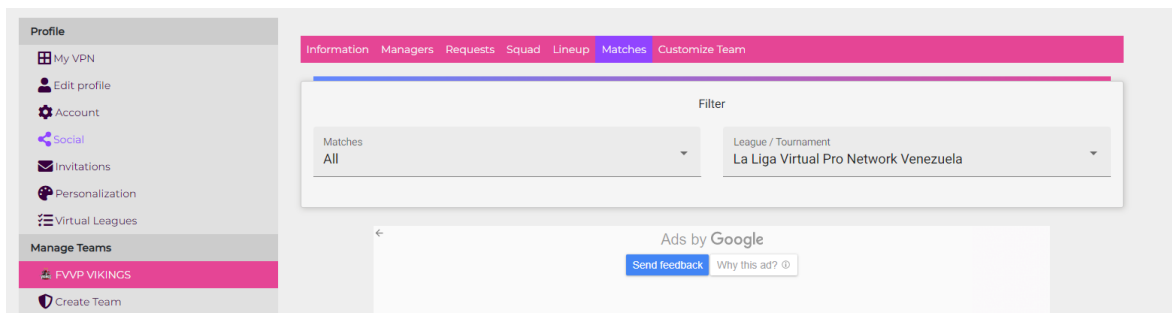 Profile
My VPN
Edit profile
Account
Social
Invitations
Personalization
Virtual Leagues
Manage Teams
FVVP VIKINGS
Create Team
Information Managers Requests Squad Lineup Matches Customize Team
Filter
Matches
All
League / Tournament
La Liga Virtual Pro Network Venezuela
Ads by Google
Send feedback Why this ad?